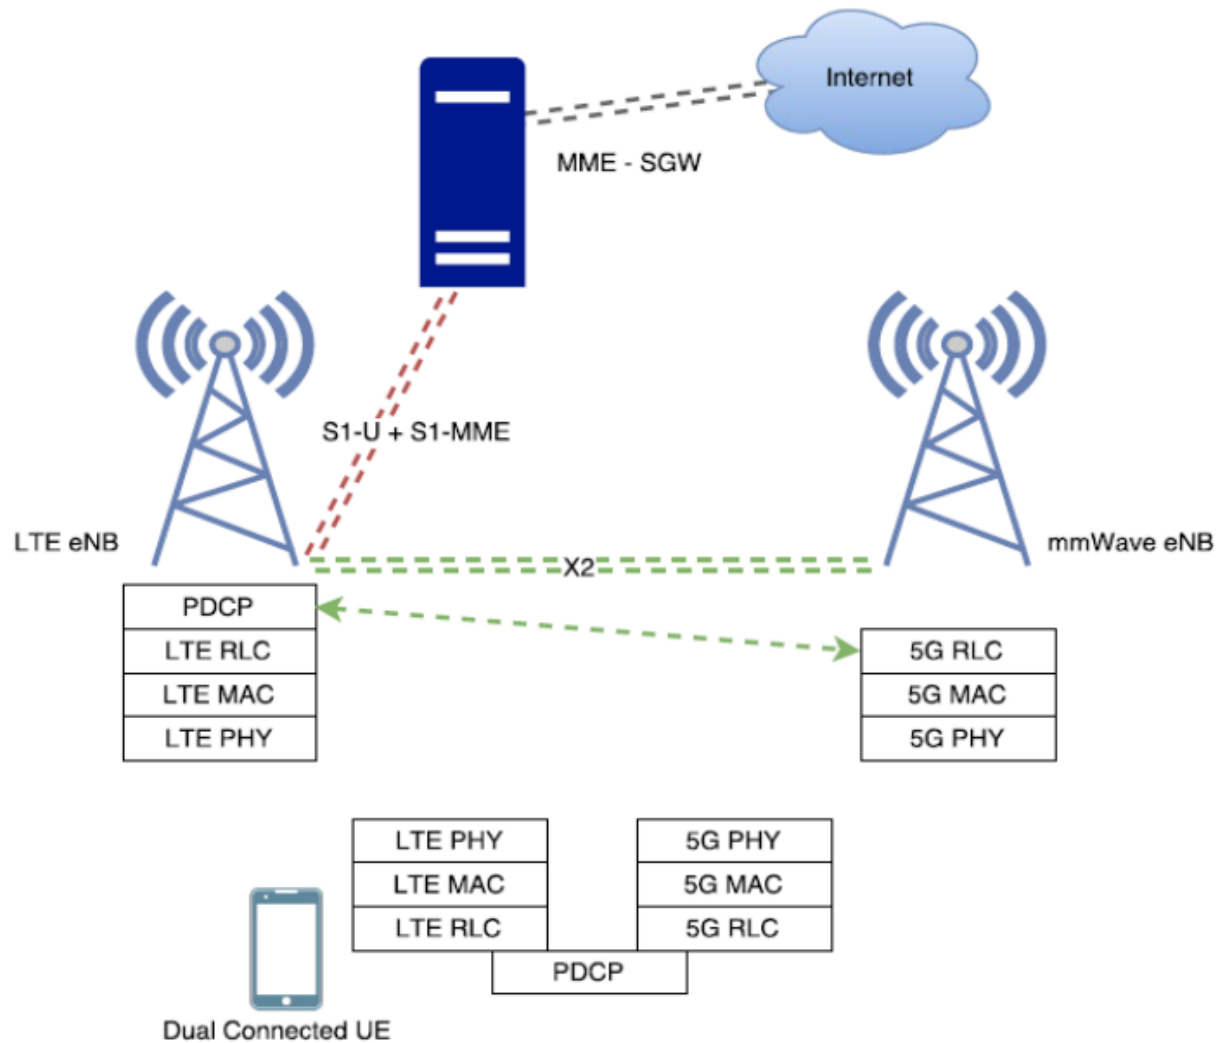 Internet
MME - SGW
S1-U + S1-MME
LTE eNB
X2
mmWave eNB
PDCP
LTE RLC
LTE MAC
LTE PHY
5G RLC
5G MAC
5G PHY
LTE PHY
LTE MAC
LTE RLC
5G PHY
5G MAC
5G RLC
PDCP
Dual Connected UE